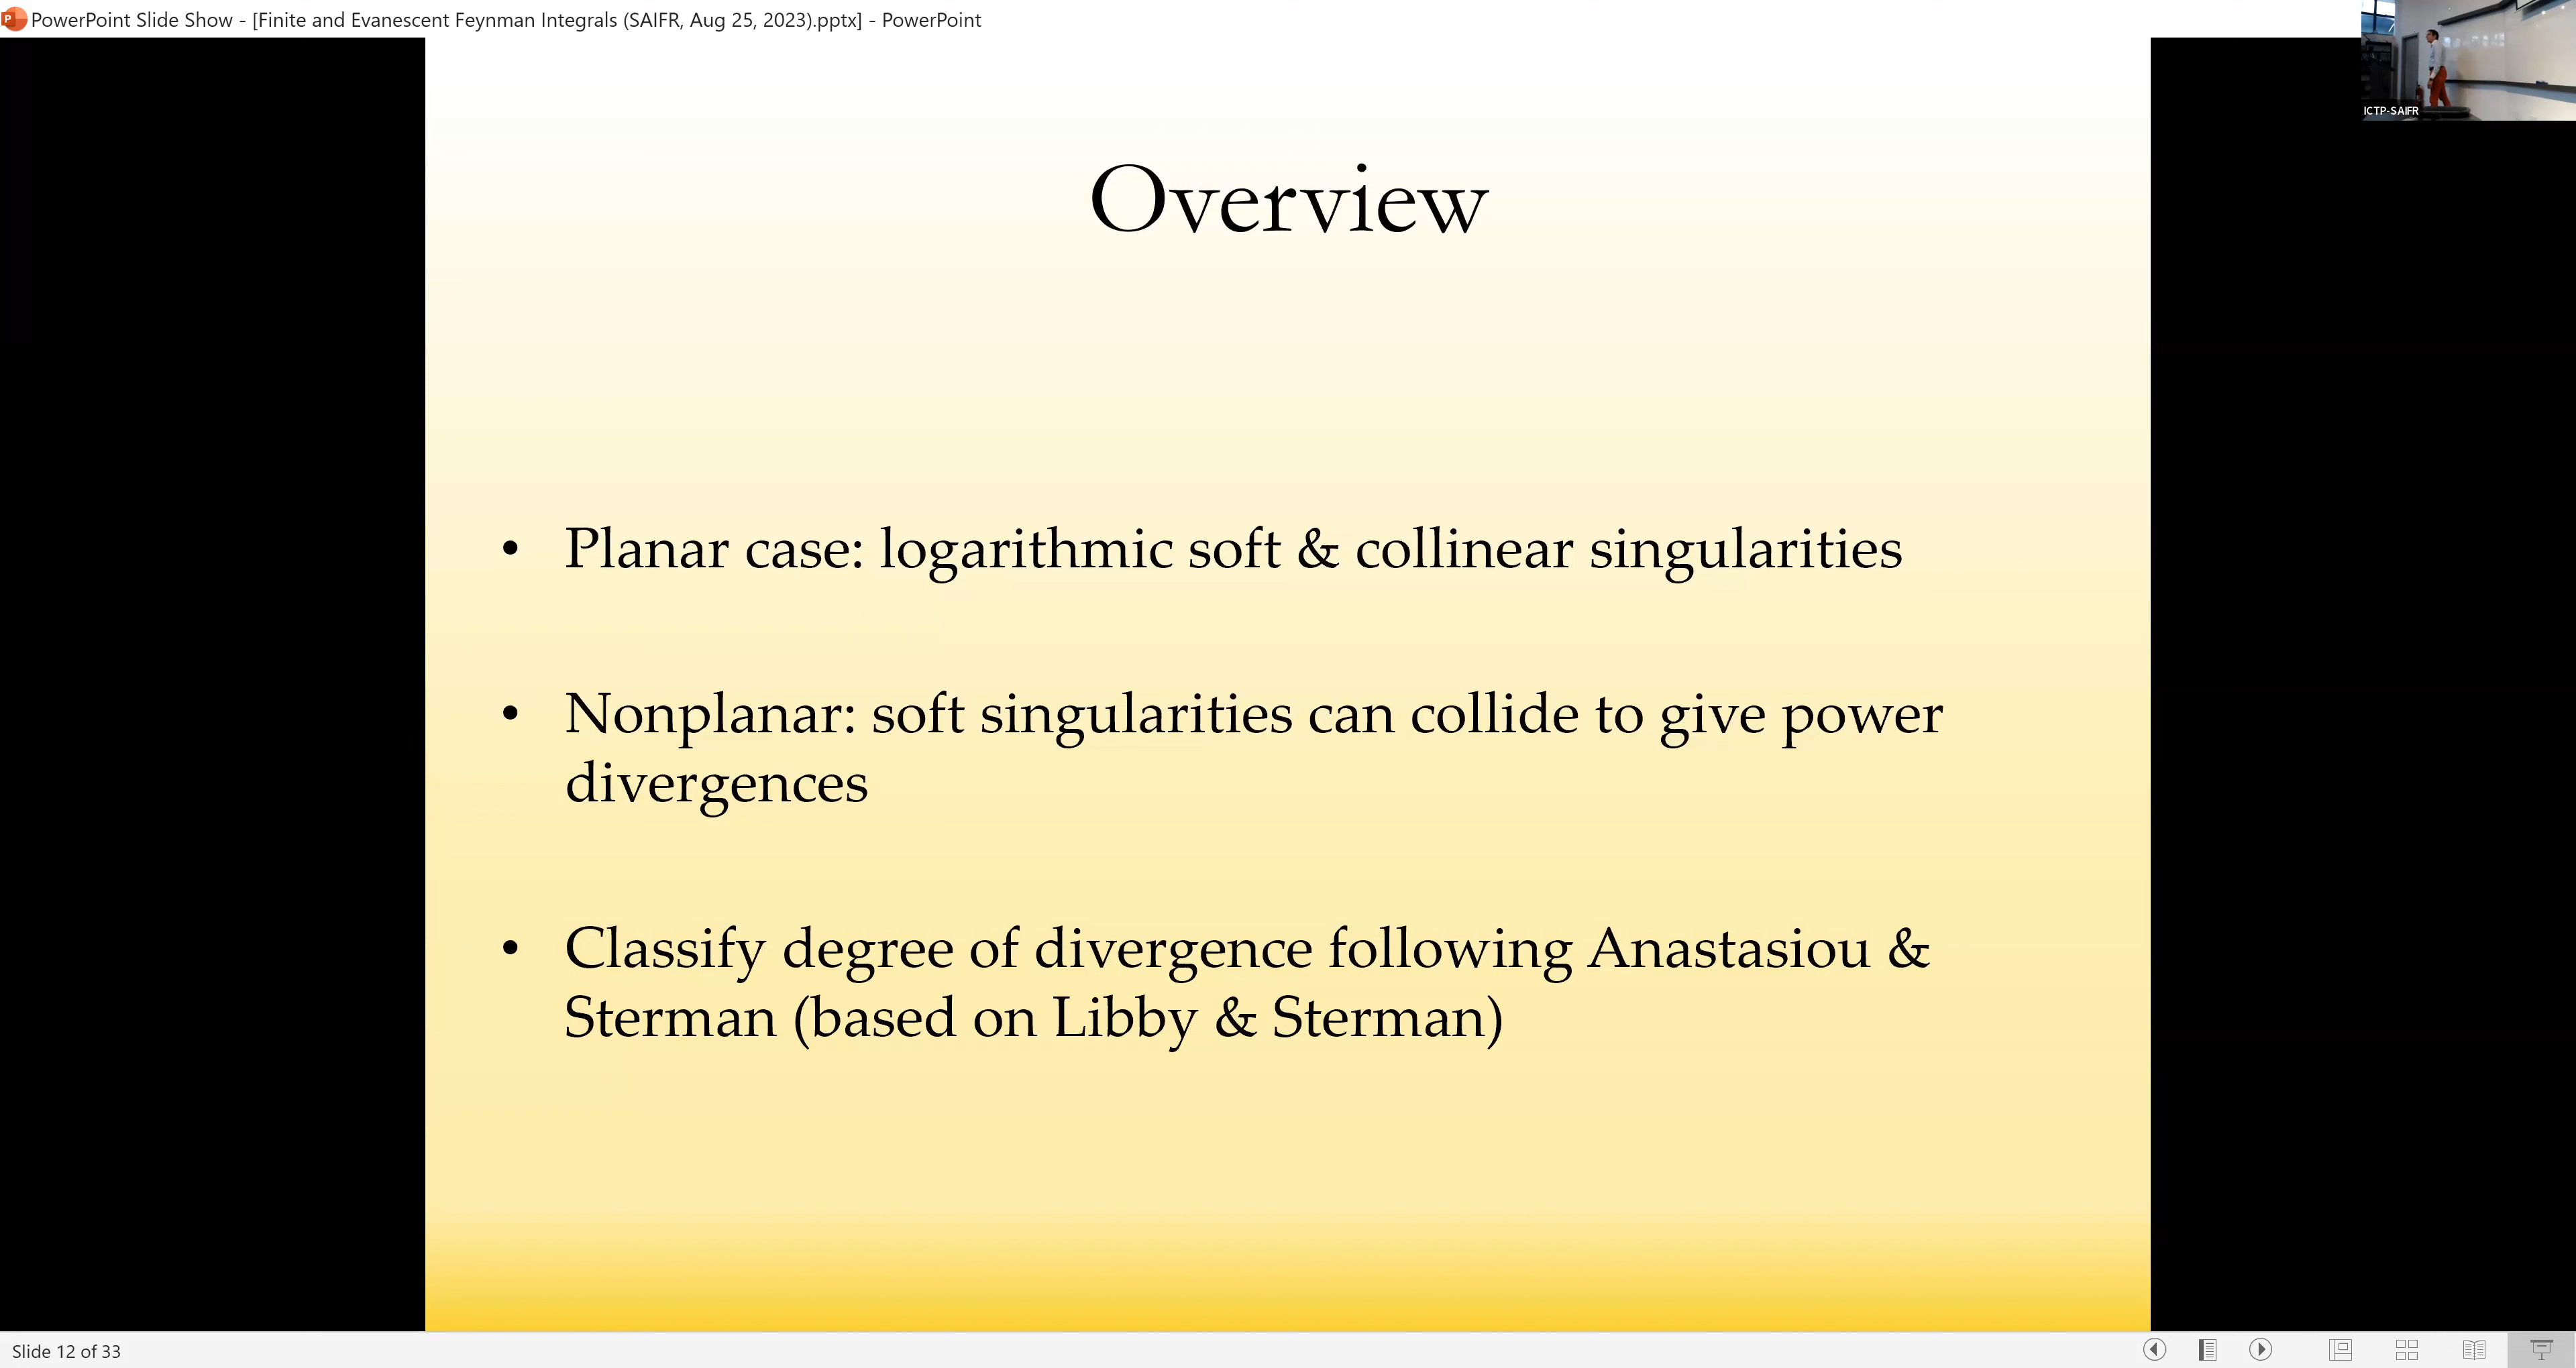 PowerPoint Slide Show - [Finite and Evanescent Feynman Integrals (SAIFR, Aug 25, 2023).pptx] - PowerPoint
ICTP-SAIFR
Overview
• Planar case: logarithmic soft & collinear singularities
• Nonplanar: soft singularities can collide to give power
divergences
• Classify degree of divergence following Anastasiou &
Sterman (based on Libby & Sterman)
Slide 12 of 33